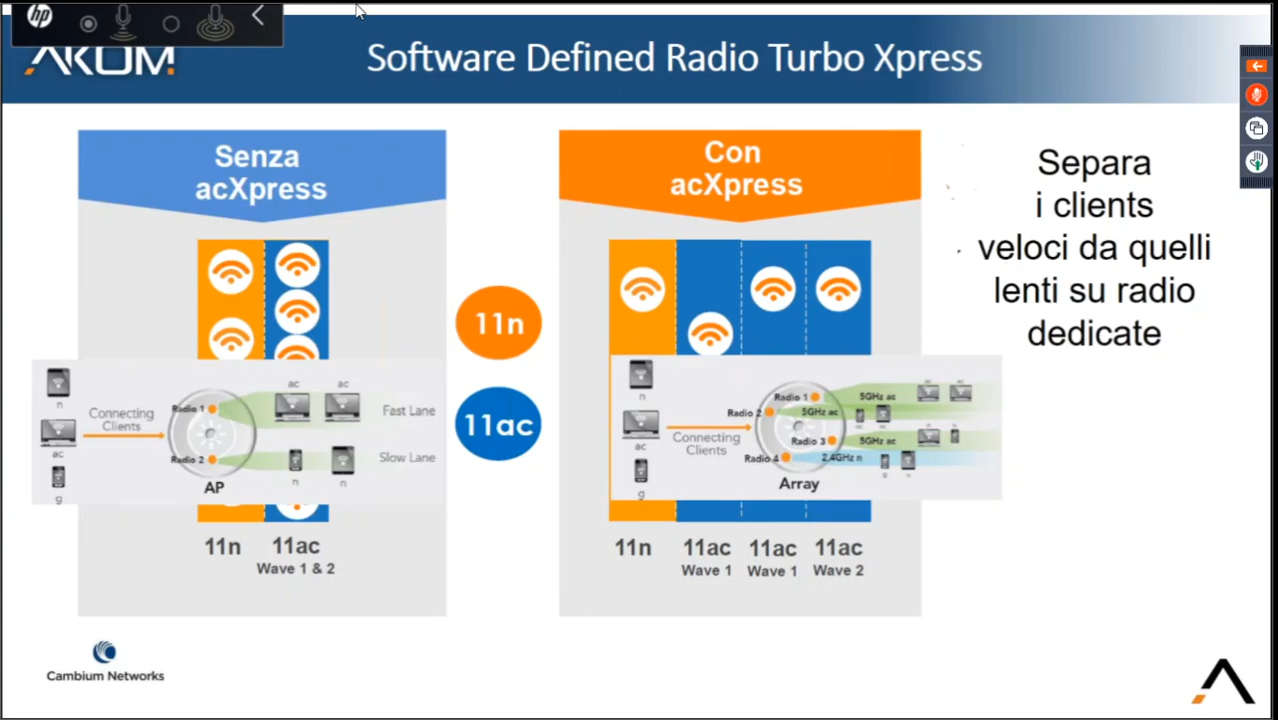 hp
AKOM
Software Defined Radio Turbo Xpress
Senza
acXpress
11n
11ac
Con
acXpress
Separa
i clients
veloci da quelli
lenti su radio
dedicate
n
ac
g
Connecting
Clients
Radio 1
Radio 2
AP
ac
ac
n
n
Fast Lane
Slow Lane
11n
11ac
Wave 1 & 2
n
ac
g
Connecting
Clients
Radio 1
Radio 2
Radio 3
Radio 4
Array
5GHz ac
5GHz ac
5GHz ac
2.4GHz n
11n
11ac
Wave 1
11ac
Wave 1
11ac
Wave 2
Cambium Networks